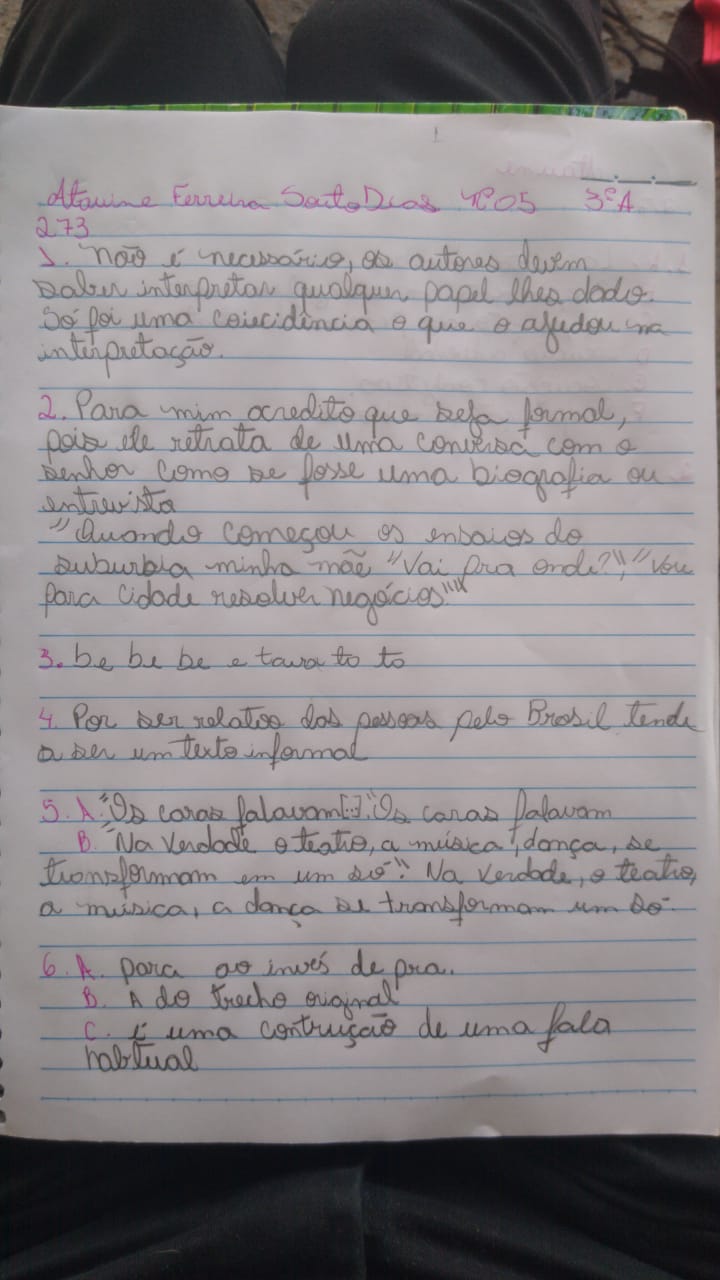 Atauine Ferreira Santo Dias Nº05 3ºA
273
1. não é necessário, os autores devem
saber interpretar qualquer papel lhes dado.
Só foi uma coiecidência o que o ajudou na
interpretação.
2. Para mim acredito que seja formal,
pois ele retrata de uma conversa com o
senhor como se fosse uma biografia ou
entrevista
"Quando começou os ensaios do
suburbia minha mãe "Vai pra onde?", "Vou
para cidade resolver negócios.""
3. be be be e tava to to
4. Por ser relatos das pessoas pelo Brasil tende
a ser um texto informal
5. A. "Os caras falavam[...]". Os caras falavam
B. "Na verdade o teatro, a música, dança, se
transformam em um só". Na verdade, o teatro,
a música, a dança se transformam um só.
6. A. para ao invés de pra.
B. A do trecho original
C. É uma contruição de uma fala
habtual